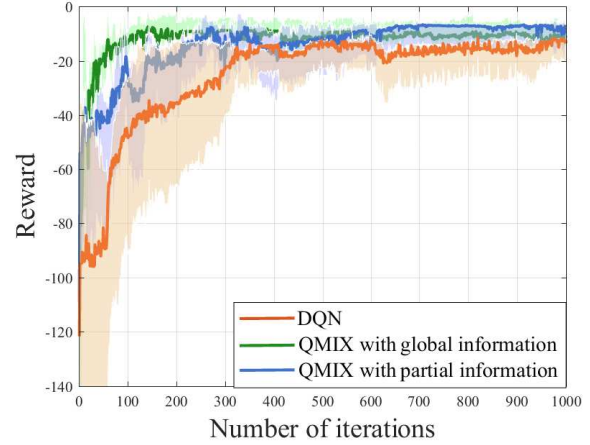 0
-20
-40
-60
-80
-100
-120
-140
Reward
0 100 200 300 400 500 600 700 800 900 1000
Number of iterations
DQN
QMIX with global information
QMIX with partial information